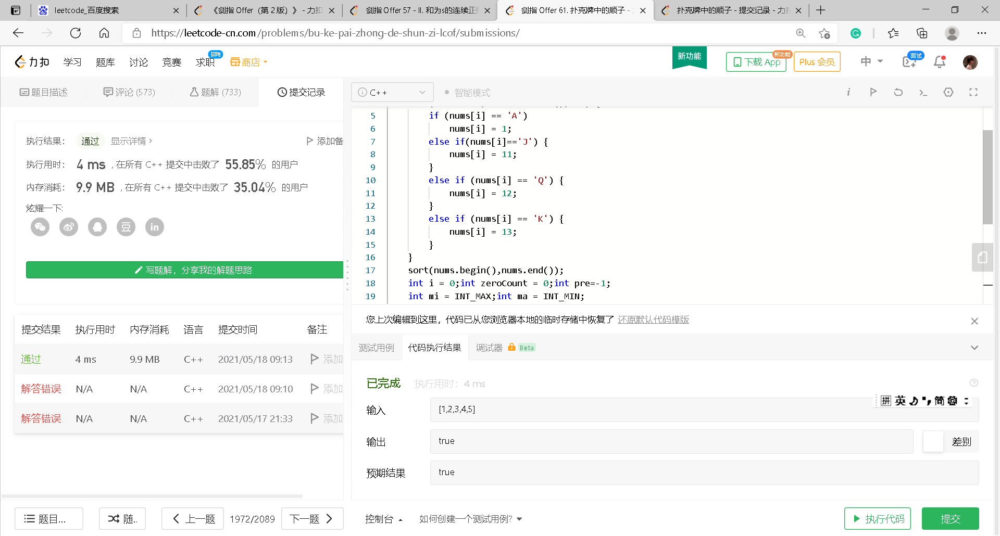 leetcode_百度搜索
《剑指 Offer（第 2 版）》 - 力扣
剑指 Offer 57 - II. 和为s的连续正
剑指 Offer 61. 扑克牌中的顺子 -
扑克牌中的顺子 - 提交记录 - 力扣
https://leetcode-cn.com/problems/bu-ke-pai-zhong-de-shun-zi-lcof/submissions/
力扣 学习 题库 讨论 竞赛 求职 招聘 商店
新功能 下载 App 新功能 Plus 会员 中 面试
题目描述 评论 (573) 题解 (733) 提交记录
C++ 智能模式
执行结果： 通过 显示详情 › 添加备
执行用时： 4 ms , 在所有 C++ 提交中击败了 55.85% 的用户
内存消耗： 9.9 MB , 在所有 C++ 提交中击败了 35.04% 的用户
炫耀一下:
豆 in
写题解，分享我的解题思路
提交结果 执行用时 内存消耗 语言 提交时间 备注
通过 4 ms 9.9 MB C++ 2021/05/18 09:13 添加
解答错误 N/A N/A C++ 2021/05/18 09:10 添加
解答错误 N/A N/A C++ 2021/05/17 21:33 添加
题目... 随.. 上一题 1972/2089 下一题
5 if (nums[i] == 'A')
6 nums[i] = 1;
7 else if(nums[i]=='J') {
8 nums[i] = 11;
9 }
10 else if (nums[i] == 'Q') {
11 nums[i] = 12;
12 }
13 else if (nums[i] == 'K') {
14 nums[i] = 13;
15 }
16 }
17 sort(nums.begin(),nums.end());
18 int i = 0;int zeroCount = 0;int pre=-1;
19 int mi = INT_MAX;int ma = INT_MIN;
您上次编辑到这里，代码已从您浏览器本地的临时存储中恢复了 还原默认代码模版
测试用例 代码执行结果 调试器 Beta
已完成 执行用时：4 ms
拼 英 简
输入 [1,2,3,4,5]
输出 true 差别
预期结果 true
控制台 如何创建一个测试用例? 执行代码 提交